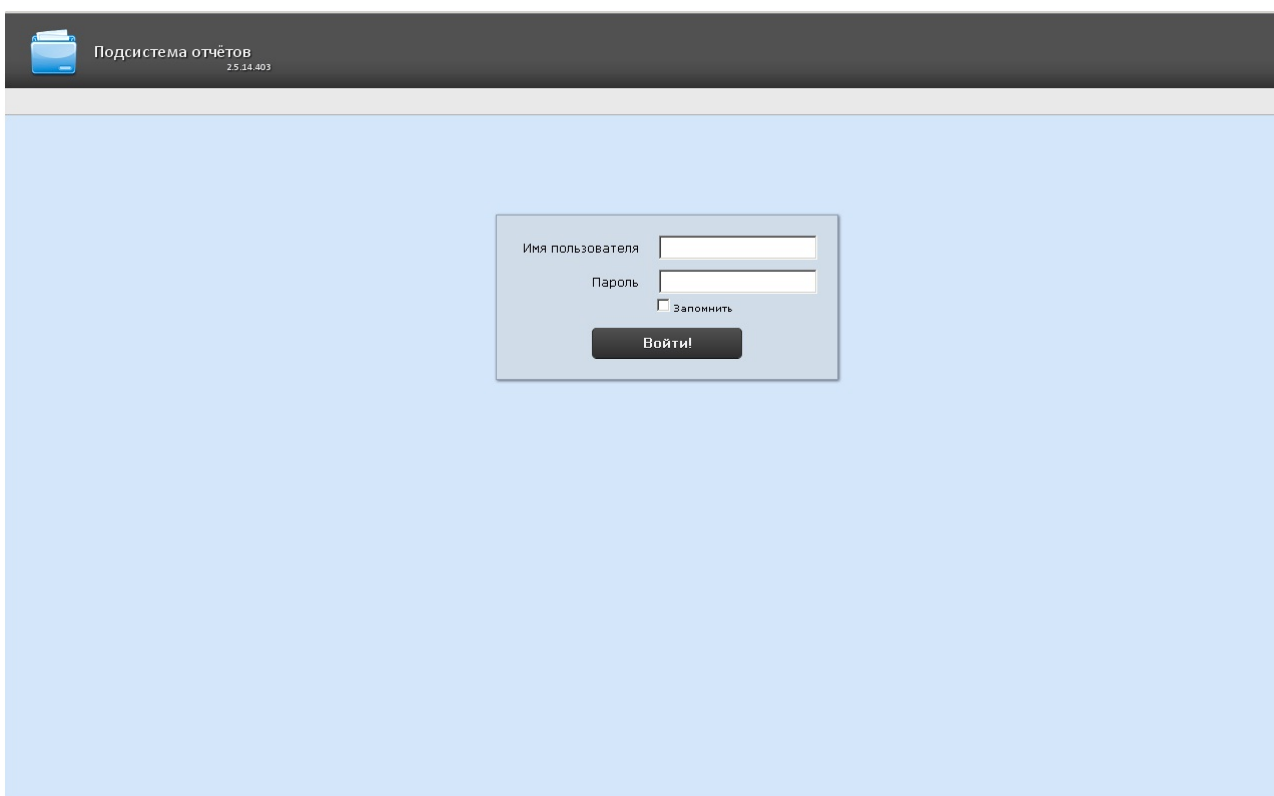 Подсистема отчётов
2.5.14.403
Имя пользователя
Пароль
Запомнить
Войти!